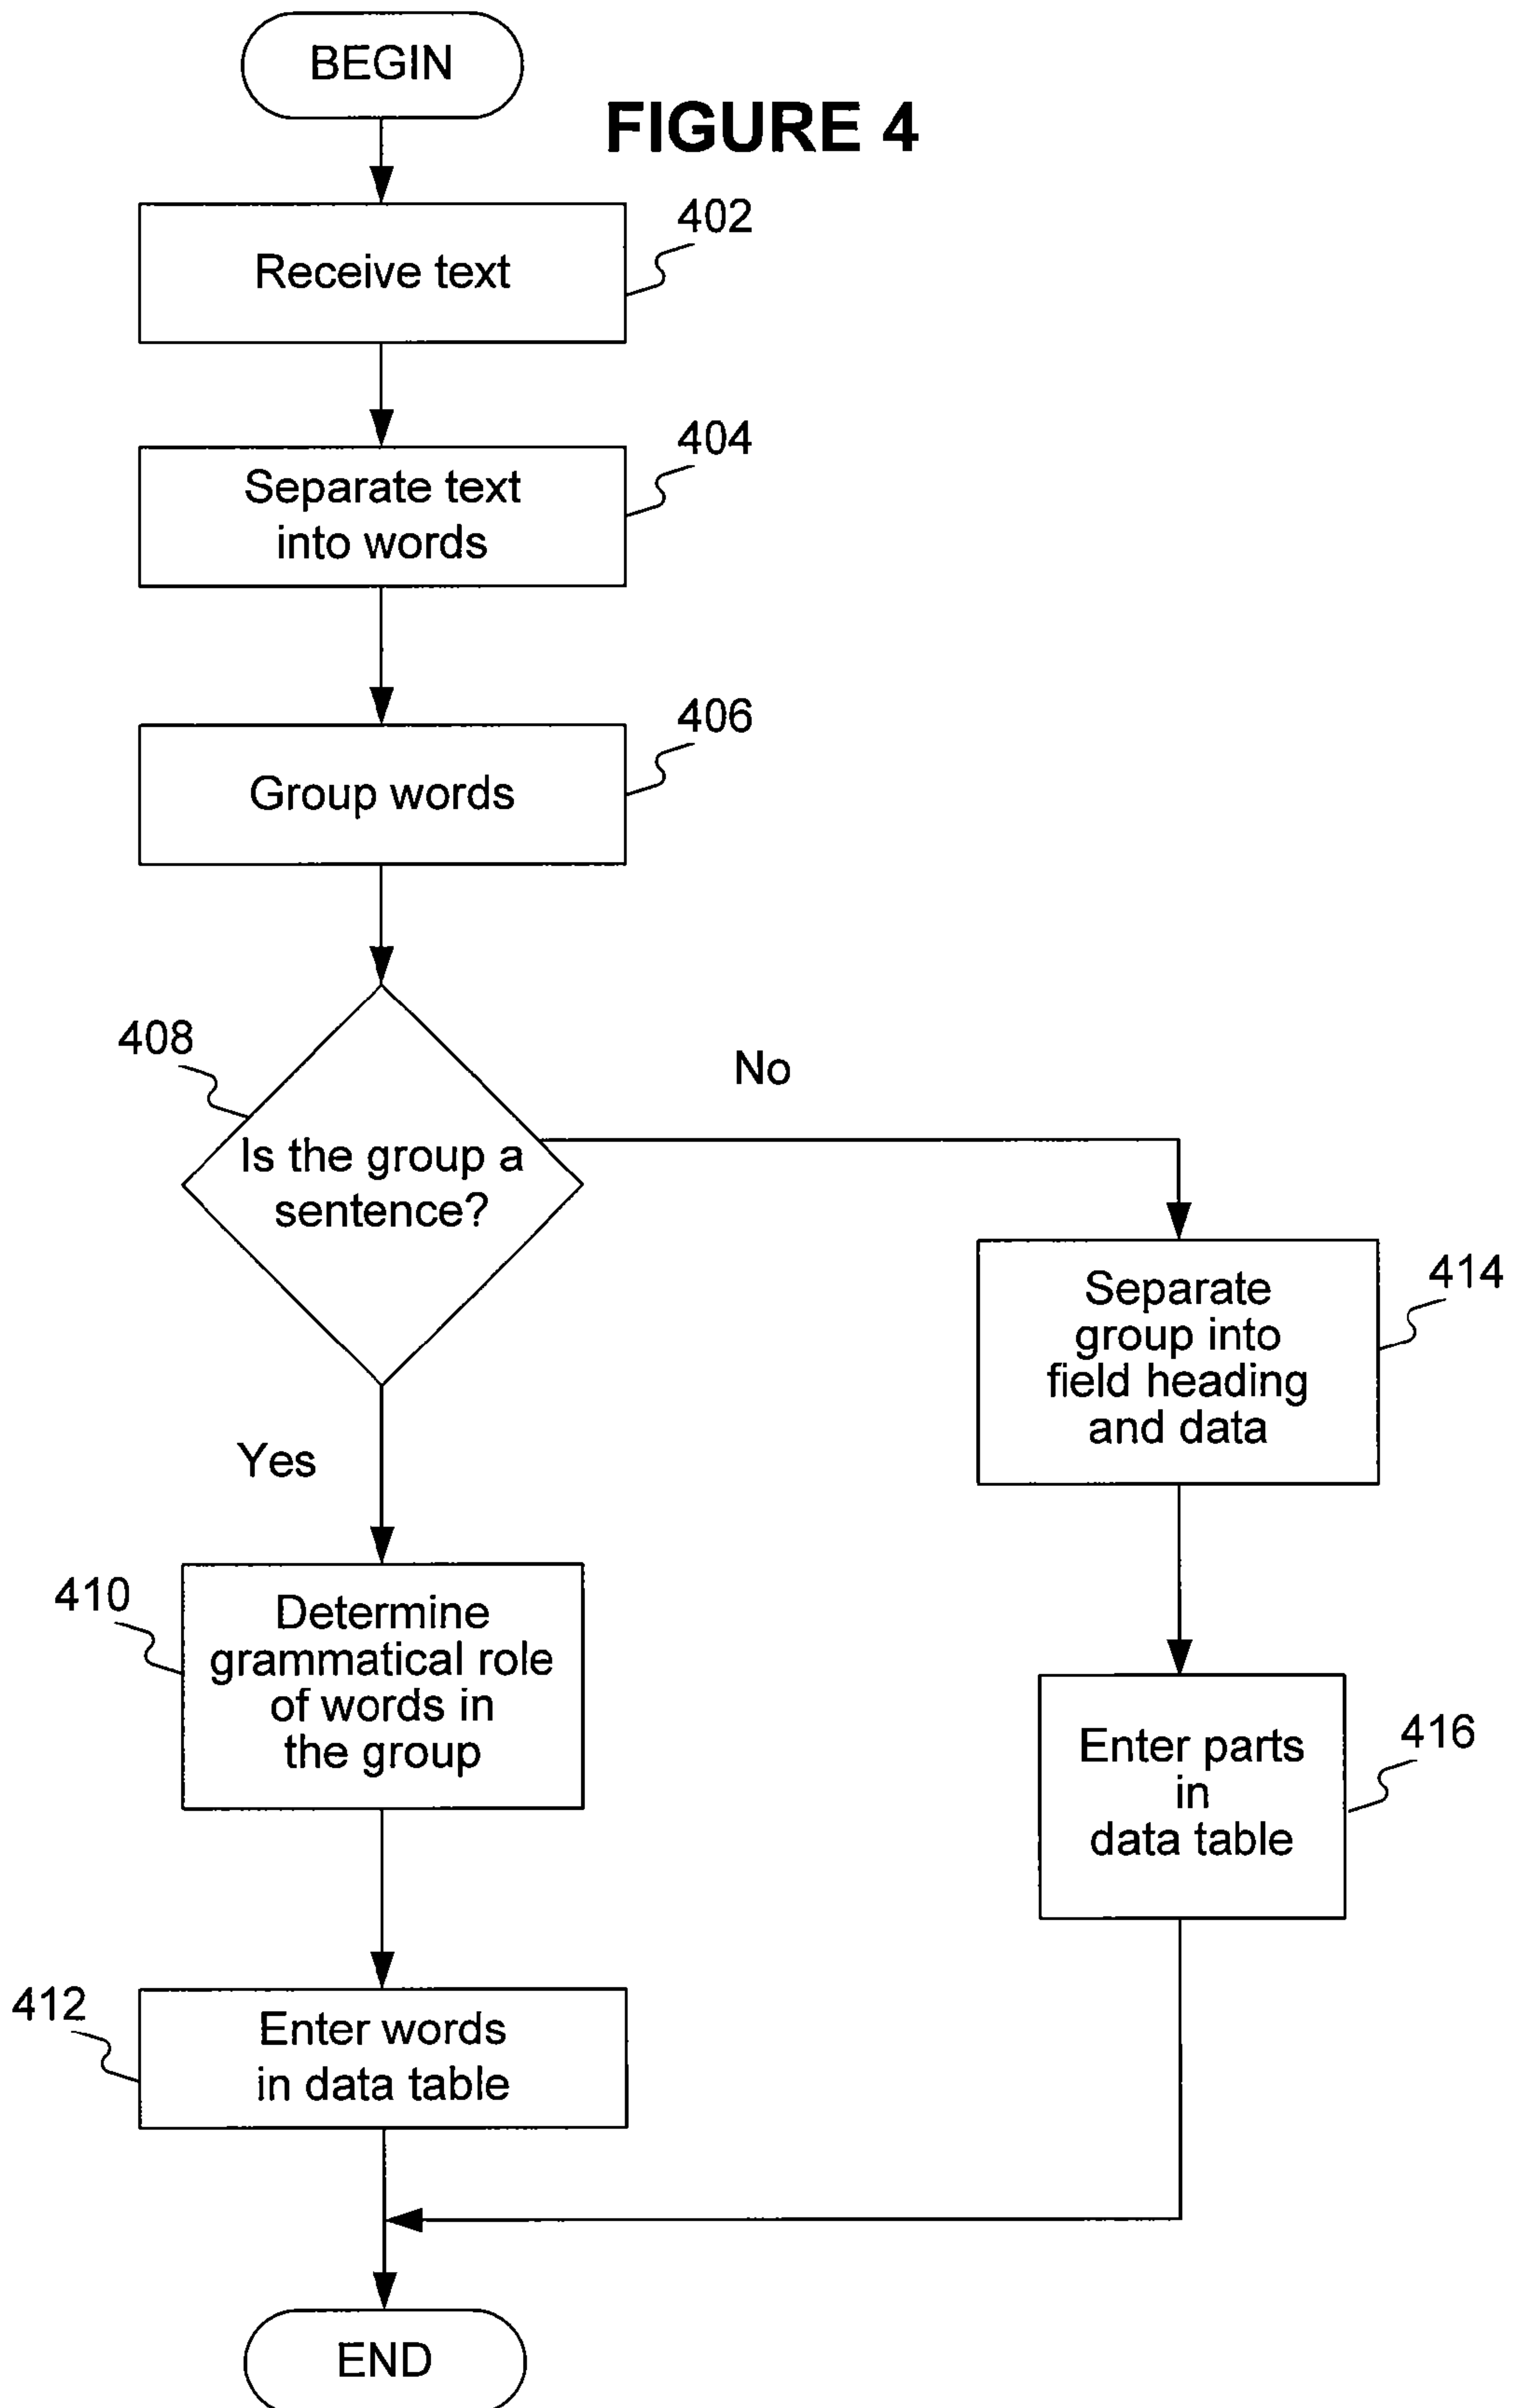 BEGIN
FIGURE 4
402
Receive text
404
Separate text
into words
406
Group words
408
No
Is the group a
sentence?
414
Separate
group into
field heading
and data
Yes
410
Determine
grammatical role
of words in
the group
416
Enter parts
in
data table
412
Enter words
in data table
END